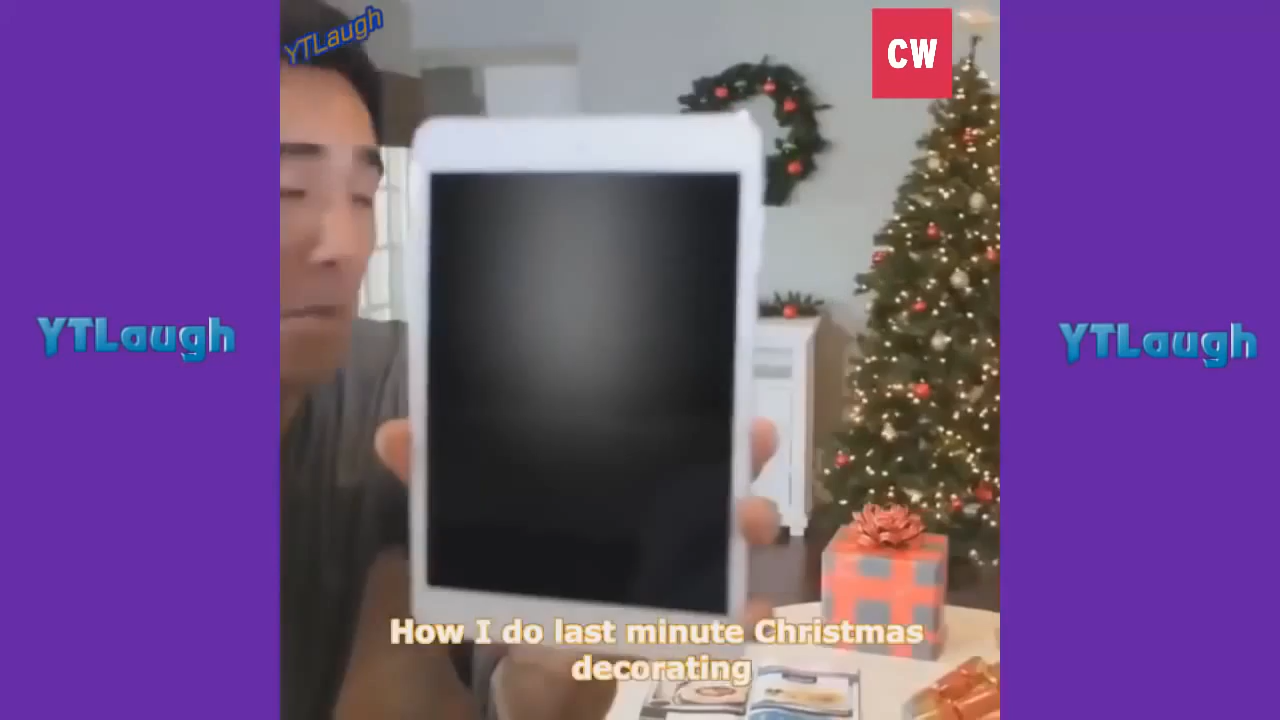 YTLaugh
CW
YTLaugh
YTLaugh
How I do last minute Christmas
decorating